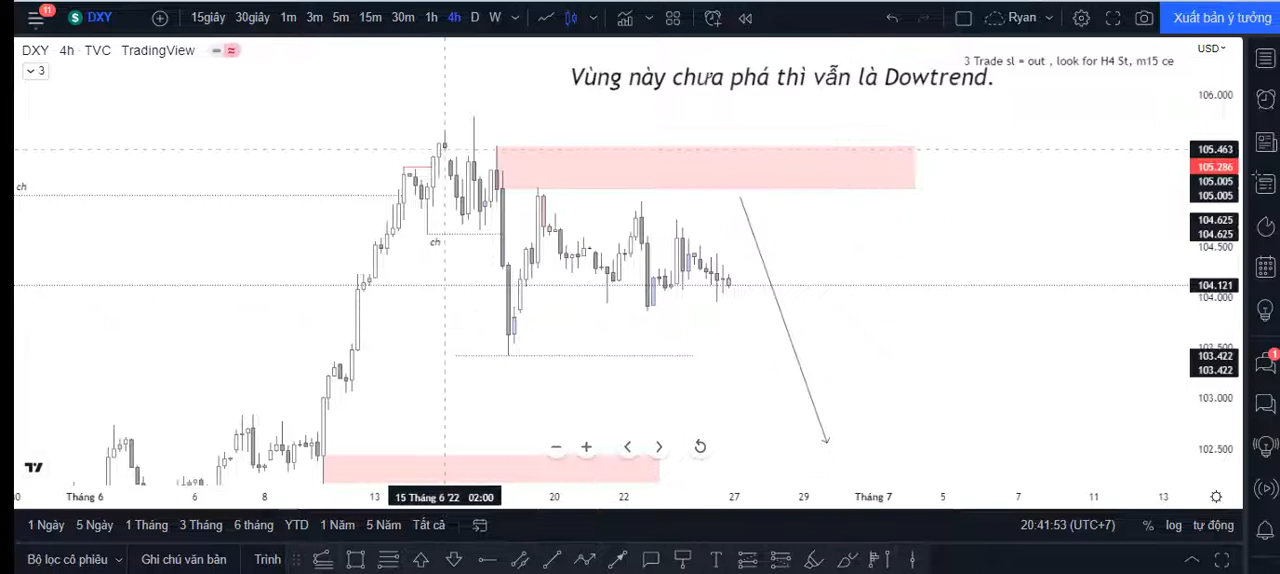 11
S DXY
15giây 30giây 1m 3m 5m 15m 30m 1h 4h D W
Ryan
Xuất bản ý tưởng
DXY 4h · TVC TradingView
USD
3
3 Trade sl = out , look for H4 St, m15 ce
Vùng này chưa phá thì vẫn là Dowtrend.
106.000
105.463
105.286
105.005
105.005
104.625
104.625
104.500
104.121
104.000
103.500
103.422
103.422
103.000
102.500
ch
ch
Tháng 6 6 8 13 15 Tháng 6 '22 02:00 20 22 27 29 Tháng 7 5 7 11 13
1 Ngày 5 Ngày 1 Tháng 3 Tháng 6 tháng YTD 1 Năm 5 Năm Tất cả
20:41:53 (UTC+7) % log tự động
Bộ lọc cổ phiếu Ghi chú văn bản Trình
1